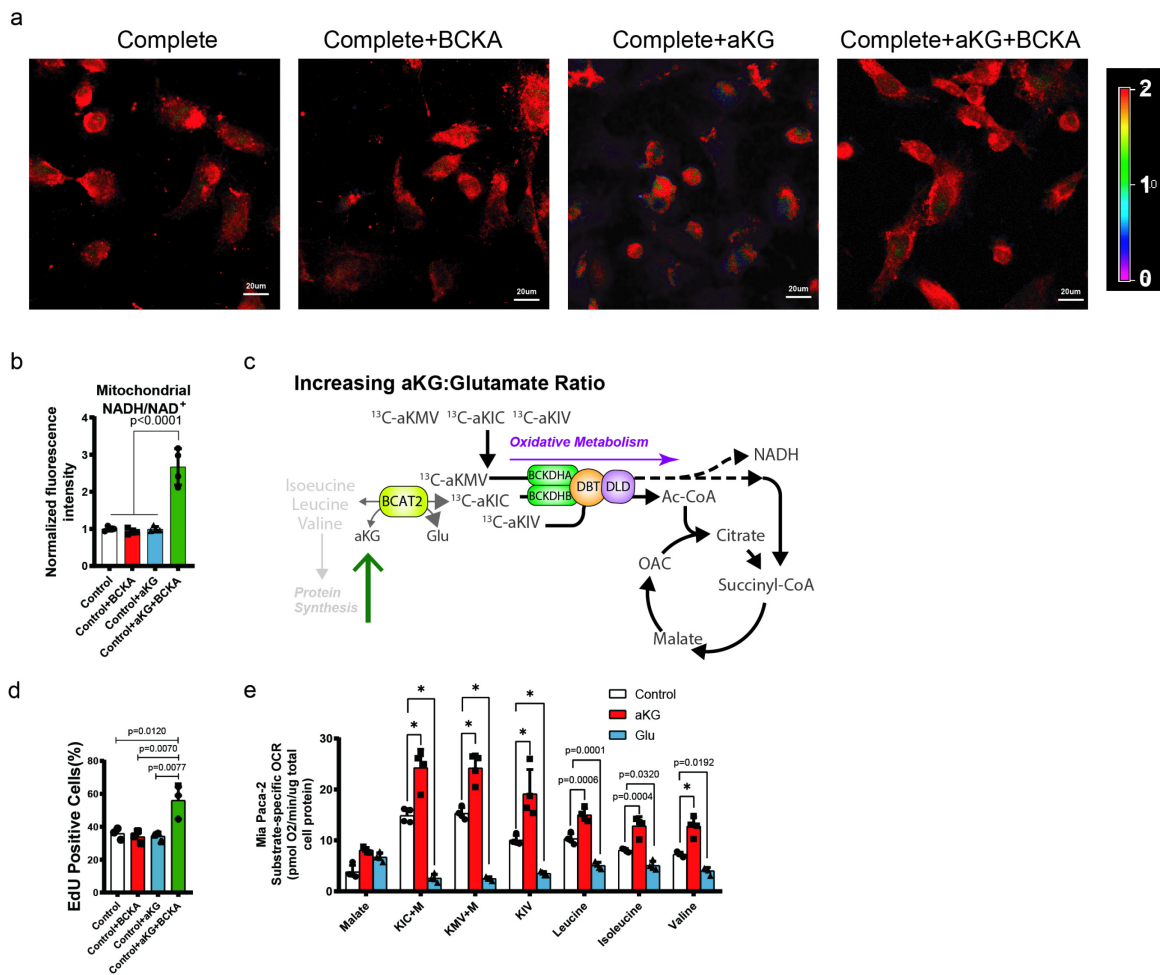 a
Complete
Complete+BCKA
Complete+aKG
Complete+aKG+BCKA
20um
20um
20um
20um
2
1
1.0
0
b
Mitochondrial
NADH/NAD+
p<0.0001
Normalized fluorescence
intensity
4
3
2
1
0
Control
Control+BCKA
Control+aKG
Control+aKG+BCKA
c
Increasing aKG:Glutamate Ratio
13C-aKMV 13C-aKIC 13C-aKIV
Oxidative Metabolism
NADH
13C-aKMV
BCKDHA
Isoeucine
Leucine
Valine
BCAT2
13C-aKIC
BCKDHB
DBT
DLD
Ac-CoA
13C-aKIV
aKG
Glu
Citrate
OAC
Succinyl-CoA
Protein
Synthesis
Malate
d
p=0.0120
p=0.0070
p=0.0077
EdU Positive Cells(%)
80
60
40
20
0
Control
Control+BCKA
Control+aKG
Control+aKG+BCKA
e
Control
aKG
Glu
Mia Paca-2
Substrate-specific OCR
(pmol O2/min/ug total
cell protein)
30
20
10
0
*
*
*
*
*
*
p=0.0001
p=0.0006
p=0.0320
p=0.0004
p=0.0192
*
Malate
KIC+M
KMV+M
KIV
Leucine
Isoleucine
Valine